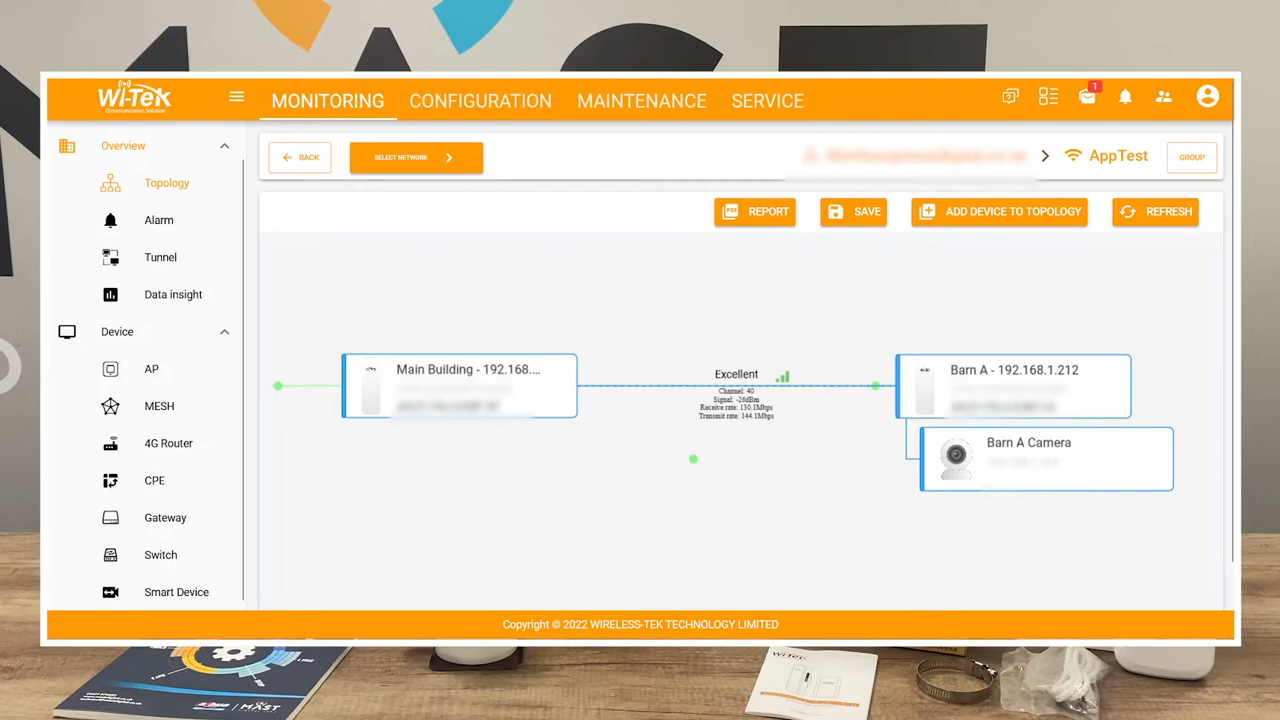 Wi-Tek
Communication Solution
MONITORING CONFIGURATION MAINTENANCE SERVICE
1
Overview
Topology
Alarm
Tunnel
Data insight
Device
AP
MESH
4G Router
CPE
Gateway
Switch
Smart Device
BACK
SELECT NETWORK
AppTest
GROUP
REPORT
SAVE
ADD DEVICE TO TOPOLOGY
REFRESH
Main Building - 192.168....
Excellent
Channel: 40
Signal: -26dBm
Receive rate: 130.1Mbps
Transmit rate: 144.1Mbps
Barn A - 192.168.1.212
Barn A Camera
Copyright © 2022 WIRELESS-TEK TECHNOLOGY LIMITED
MAST
Wi-Tek